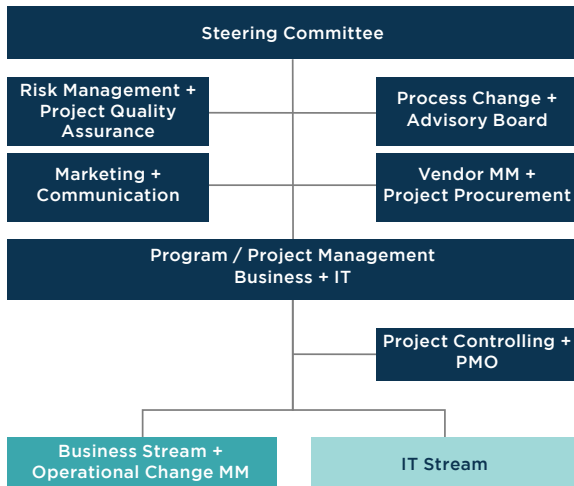 Steering Committee
Risk Management +
Project Quality
Assurance
Process Change +
Advisory Board
Marketing +
Communication
Vendor MM +
Project Procurement
Program / Project Management
Business + IT
Project Controlling +
PMO
Business Stream +
Operational Change MM
IT Stream